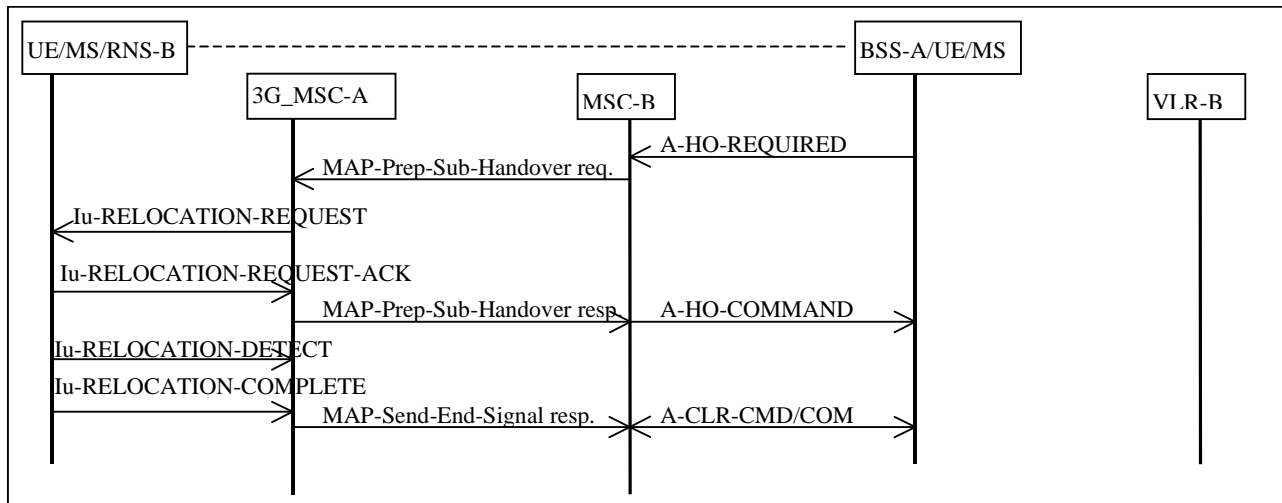 UE/MS/RNS-B
BSS-A/UE/MS
3G_MSC-A
MSC-B
VLR-B
A-HO-REQUIRED
MAP-Prep-Sub-Handover req.
Iu-RELOCATION-REQUEST
Iu-RELOCATION-REQUEST-ACK
MAP-Prep-Sub-Handover resp.
A-HO-COMMAND
Iu-RELOCATION-DETECT
Iu-RELOCATION-COMPLETE
MAP-Send-End-Signal resp.
A-CLR-CMD/COM